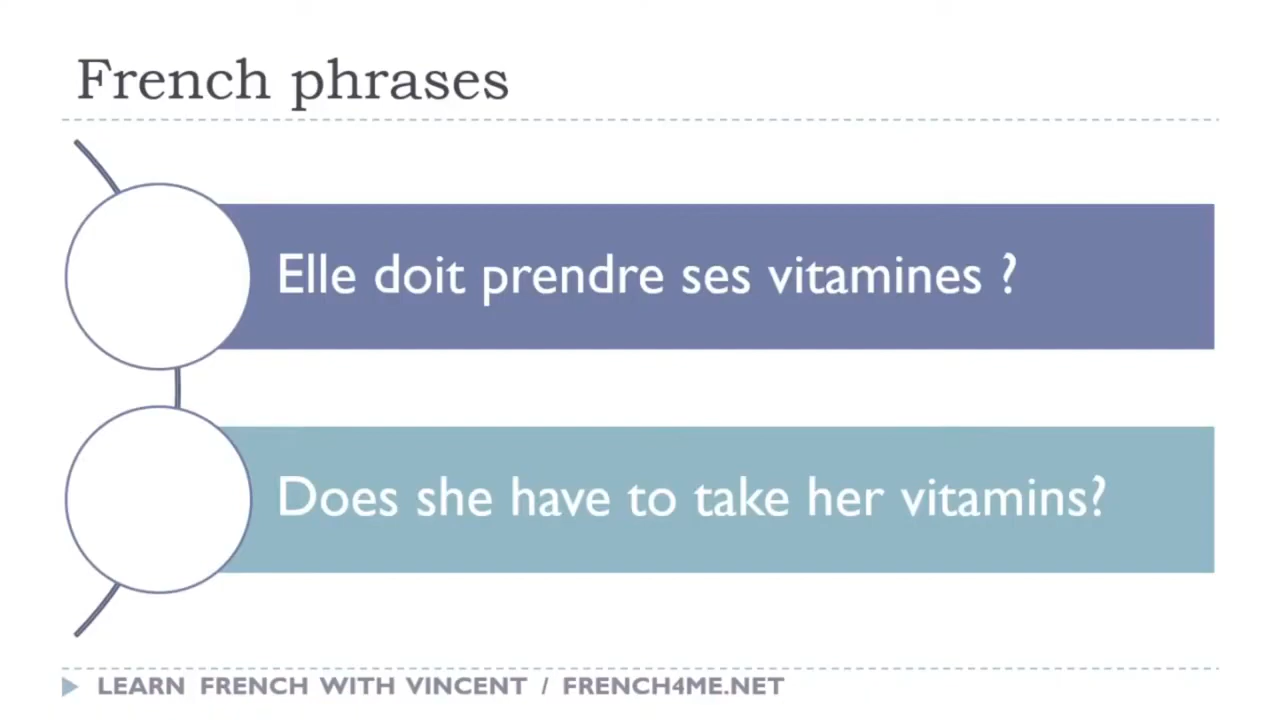 French phrases
Elle doit prendre ses vitamines ?
Does she have to take her vitamins?
LEARN FRENCH WITH VINCENT / FRENCH4ME.NET